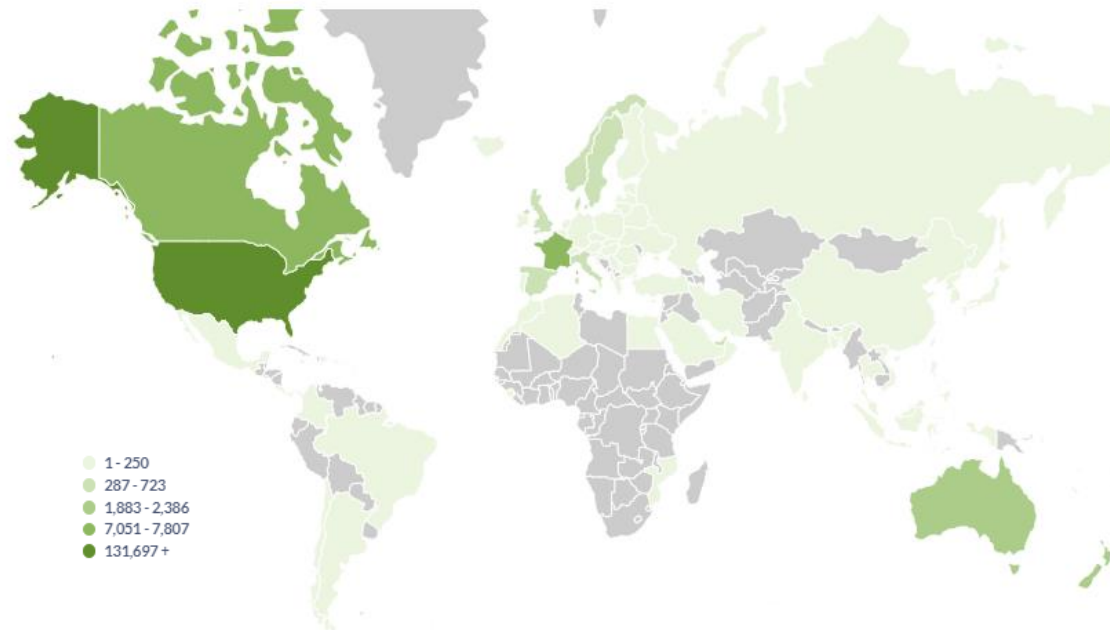 1 - 250
287 - 723
1,883 - 2,386
7,051 - 7,807
131,697 +